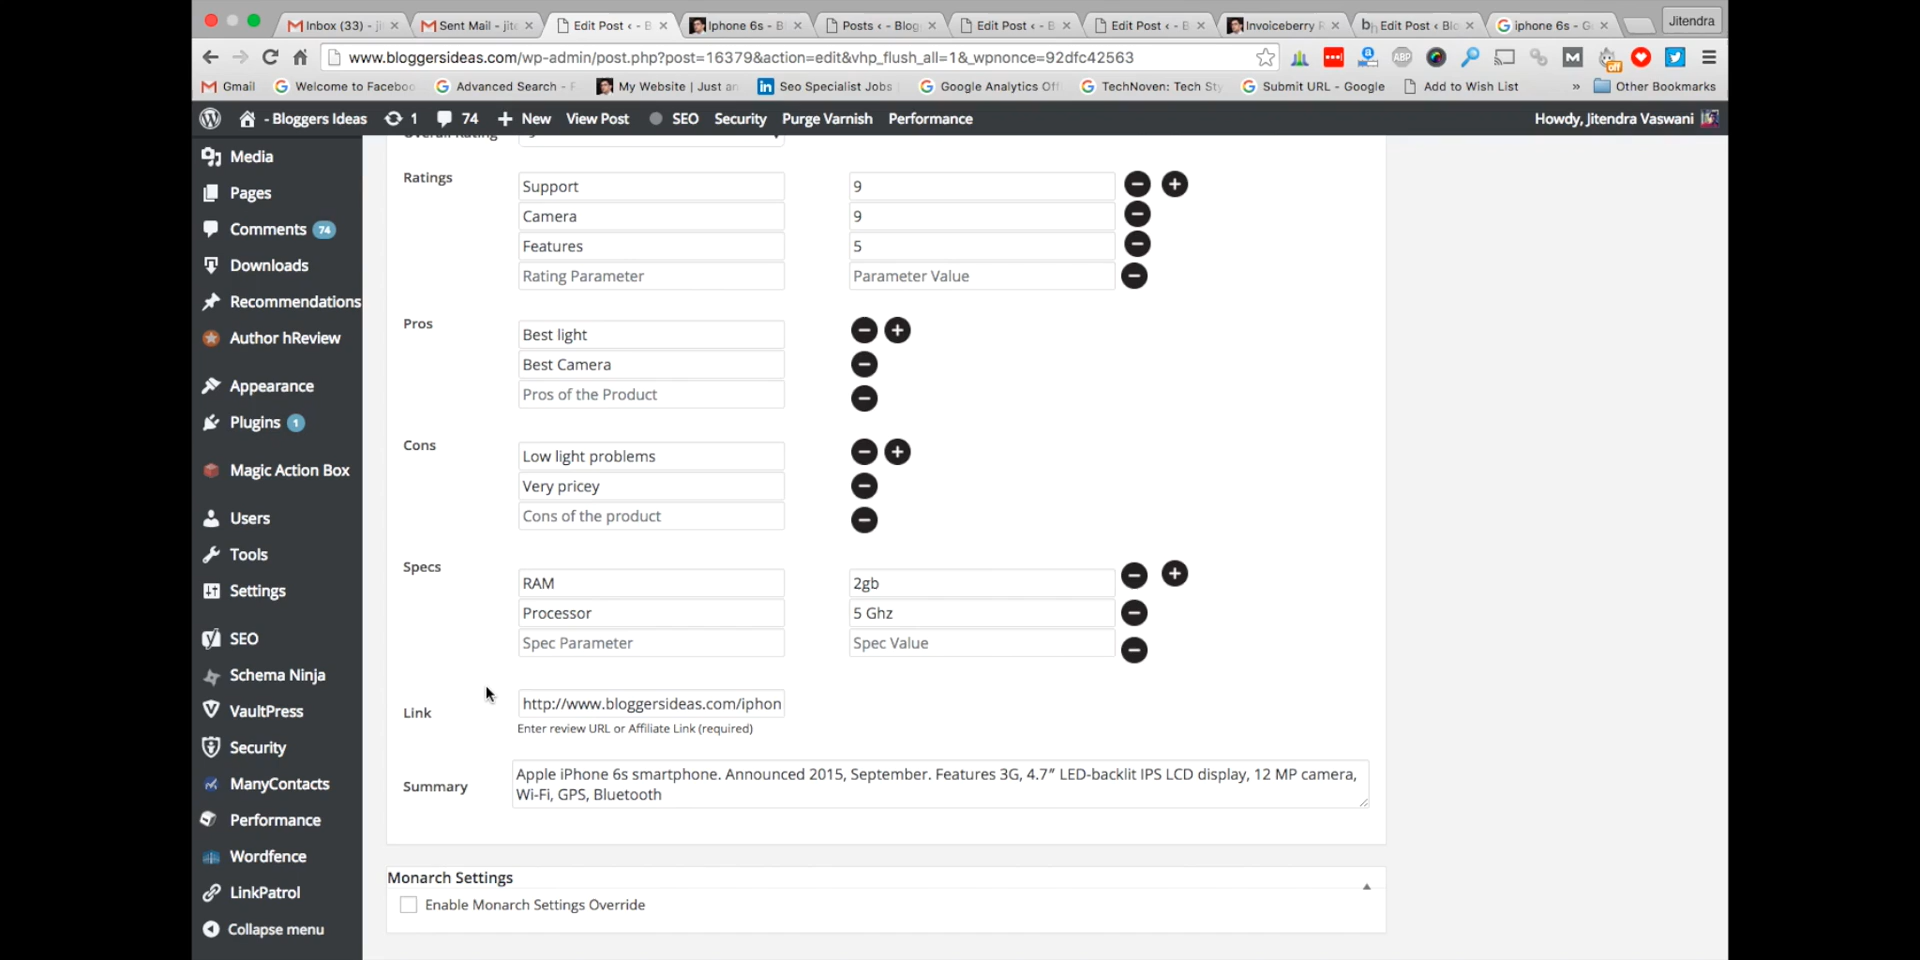 Inbox (33) - ji
Sent Mail - jite
Edit Post ‹ - B
Iphone 6s - Bl
Posts ‹ - Blog
Edit Post ‹ - B
Edit Post ‹ - B
Invoiceberry R
Edit Post ‹ Blo
iphone 6s - G
Jitendra
www.bloggersideas.com/wp-admin/post.php?post=16379&action=edit&vhp_flush_all=1&_wpnonce=92dfc42563
Gmail
Welcome to Faceboo
Advanced Search - F
My Website | Just an
Seo Specialist Jobs
Google Analytics Off
TechNoven: Tech Sty
Submit URL - Google
Add to Wish List
»
Other Bookmarks
- Bloggers Ideas
1
74
New
View Post
SEO
Security
Purge Varnish
Performance
Howdy, Jitendra Vaswani
Media
Pages
Comments 74
Downloads
Recommendations
Author hReview
Appearance
Plugins 1
Magic Action Box
Users
Tools
Settings
SEO
Schema Ninja
VaultPress
Security
ManyContacts
Performance
Wordfence
LinkPatrol
Collapse menu
Overall Rating
Ratings
Support 9
Camera 9
Features 5
Rating Parameter Parameter Value
Pros
Best light
Best Camera
Pros of the Product
Cons
Low light problems
Very pricey
Cons of the product
Specs
RAM 2gb
Processor 5 Ghz
Spec Parameter Spec Value
Link
http://www.bloggersideas.com/iphon
Enter review URL or Affiliate Link (required)
Summary
Apple iPhone 6s smartphone. Announced 2015, September. Features 3G, 4.7″ LED-backlit IPS LCD display, 12 MP camera,
Wi-Fi, GPS, Bluetooth
Monarch Settings
Enable Monarch Settings Override